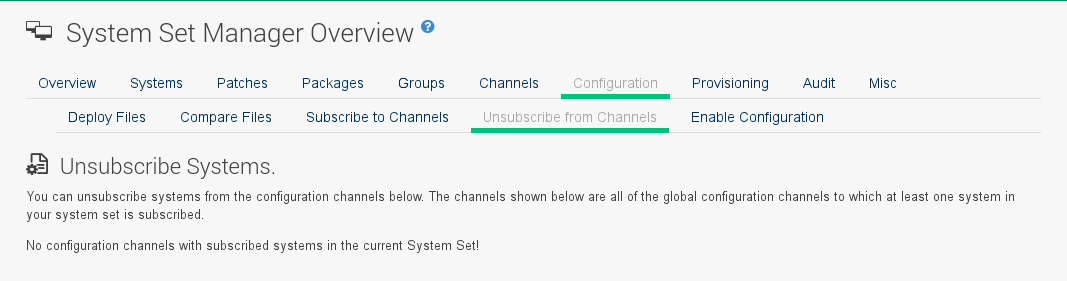 System Set Manager Overview ?
Overview Systems Patches Packages Groups Channels Configuration Provisioning Audit Misc
Deploy Files Compare Files Subscribe to Channels Unsubscribe from Channels Enable Configuration
Unsubscribe Systems.
You can unsubscribe systems from the configuration channels below. The channels shown below are all of the global configuration channels to which at least one system in
your system set is subscribed.
No configuration channels with subscribed systems in the current System Set!